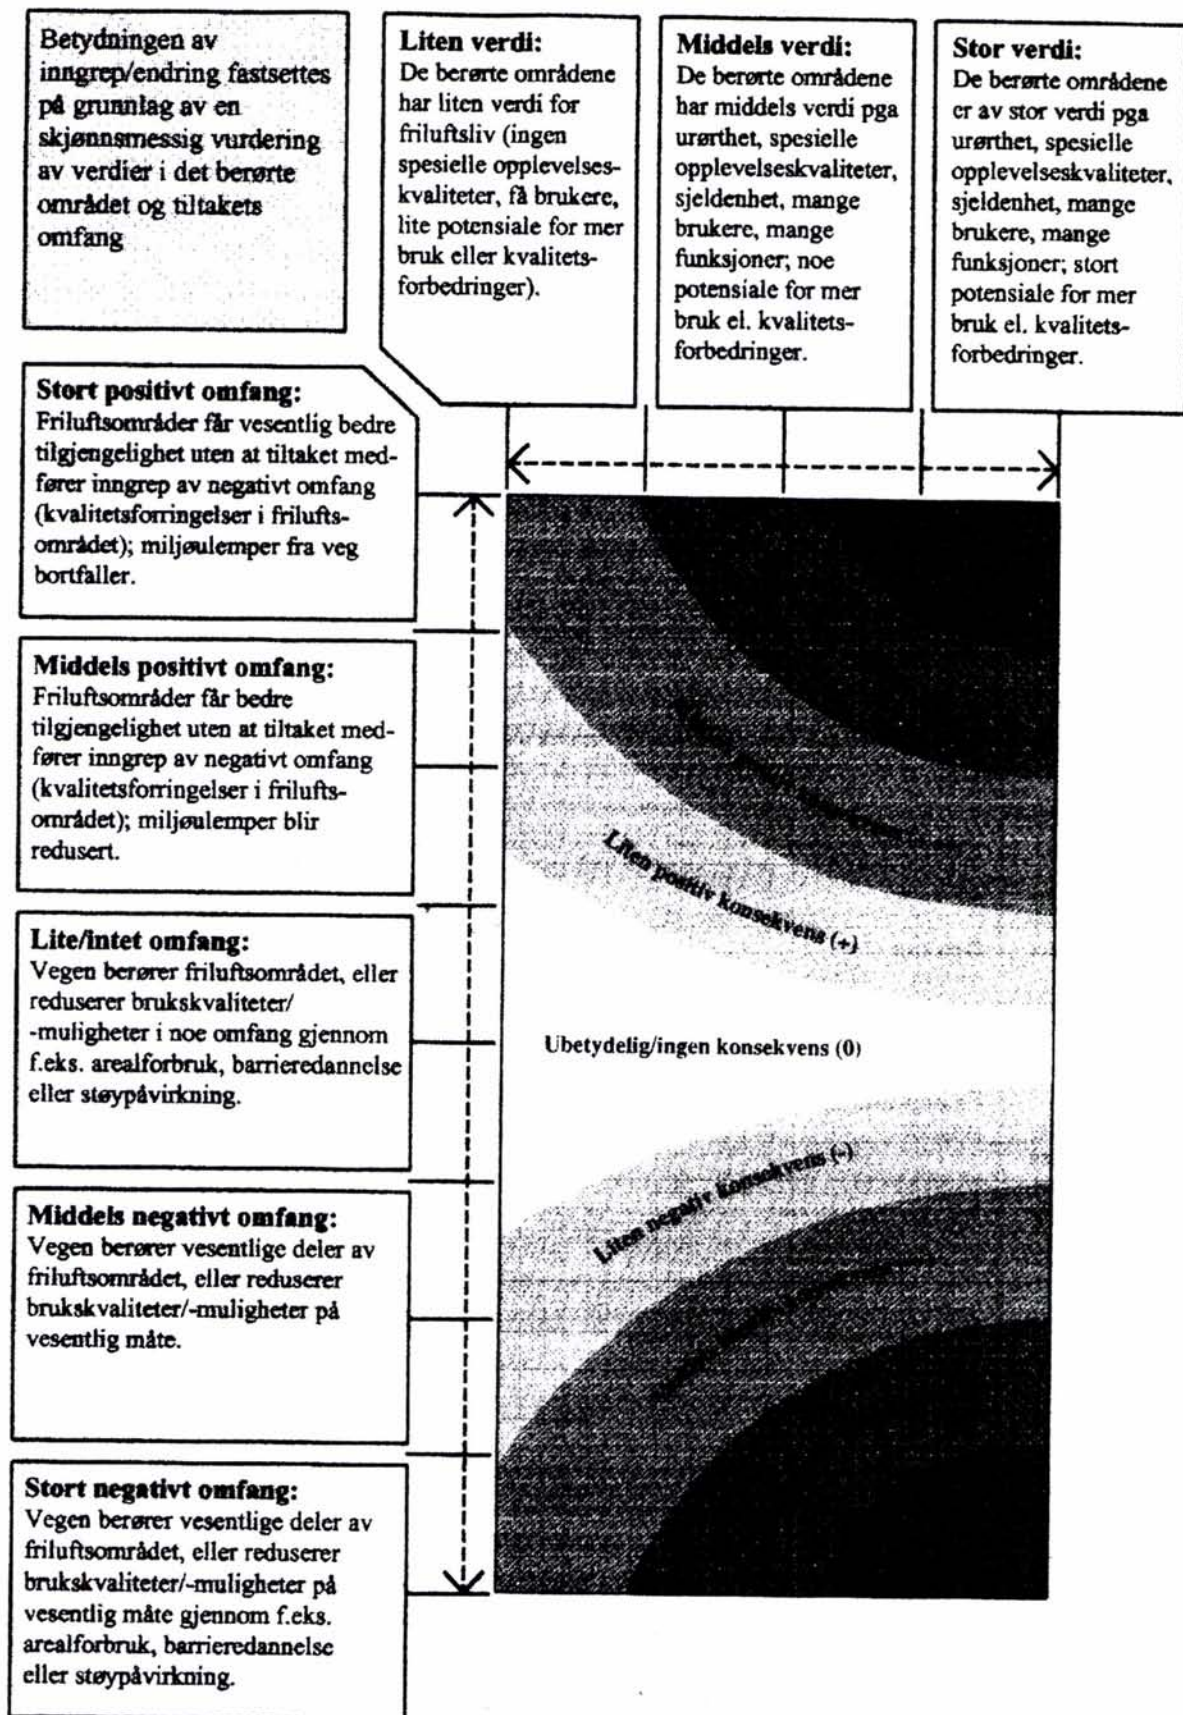 Betydningen av
inngrep/endring fastsettes
på grunnlag av en
skjønnsmessig vurdering
av verdier i det berørte
området og tiltakets
omfang
Liten verdi:
De berørte områdene
har liten verdi for
friluftsliv (ingen
spesielle opplevelses-
kvaliteter, få brukere,
lite potensiale for mer
bruk eller kvalitets-
forbedringer).
Middels verdi:
De berørte områdene
har middels verdi pga
urørthet, spesielle
opplevelseskvaliteter,
sjeldenhet, mange
brukere, mange
funksjoner; noe
potensiale for mer
bruk el. kvalitets-
forbedringer.
Stor verdi:
De berørte områdene
er av stor verdi pga
urørthet, spesielle
opplevelseskvaliteter,
sjeldenhet, mange
brukere, mange
funksjoner; stort
potensiale for mer
bruk el. kvalitets-
forbedringer.
Stort positivt omfang:
Friluftsområder får vesentlig bedre
tilgjengelighet uten at tiltaket med-
fører inngrep av negativt omfang
(kvalitetsforringelser i frilufts-
området); miljøulemper fra veg
bortfaller.
Middels positivt omfang:
Friluftsområder får bedre
tilgjengelighet uten at tiltaket med-
fører inngrep av negativt omfang
(kvalitetsforringelser i frilufts-
området); miljøulemper blir
redusert.
Liten positiv konsekvens (+)
Lite/intet omfang:
Vegen berører friluftsområdet, eller
reduserer brukskvaliteter/
-muligheter i noe omfang gjennom
f.eks. arealforbruk, barrieredannelse
eller støypåvirkning.
Ubetydelig/ingen konsekvens (0)
Liten negativ konsekvens (-)
Middels negativt omfang:
Vegen berører vesentlige deler av
friluftsområdet, eller reduserer
brukskvaliteter/-muligheter på
vesentlig måte.
Stort negativt omfang:
Vegen berører vesentlige deler av
friluftsområdet, eller reduserer
brukskvaliteter/-muligheter på
vesentlig måte gjennom f.eks.
arealforbruk, barrieredannelse
eller støypåvirkning.